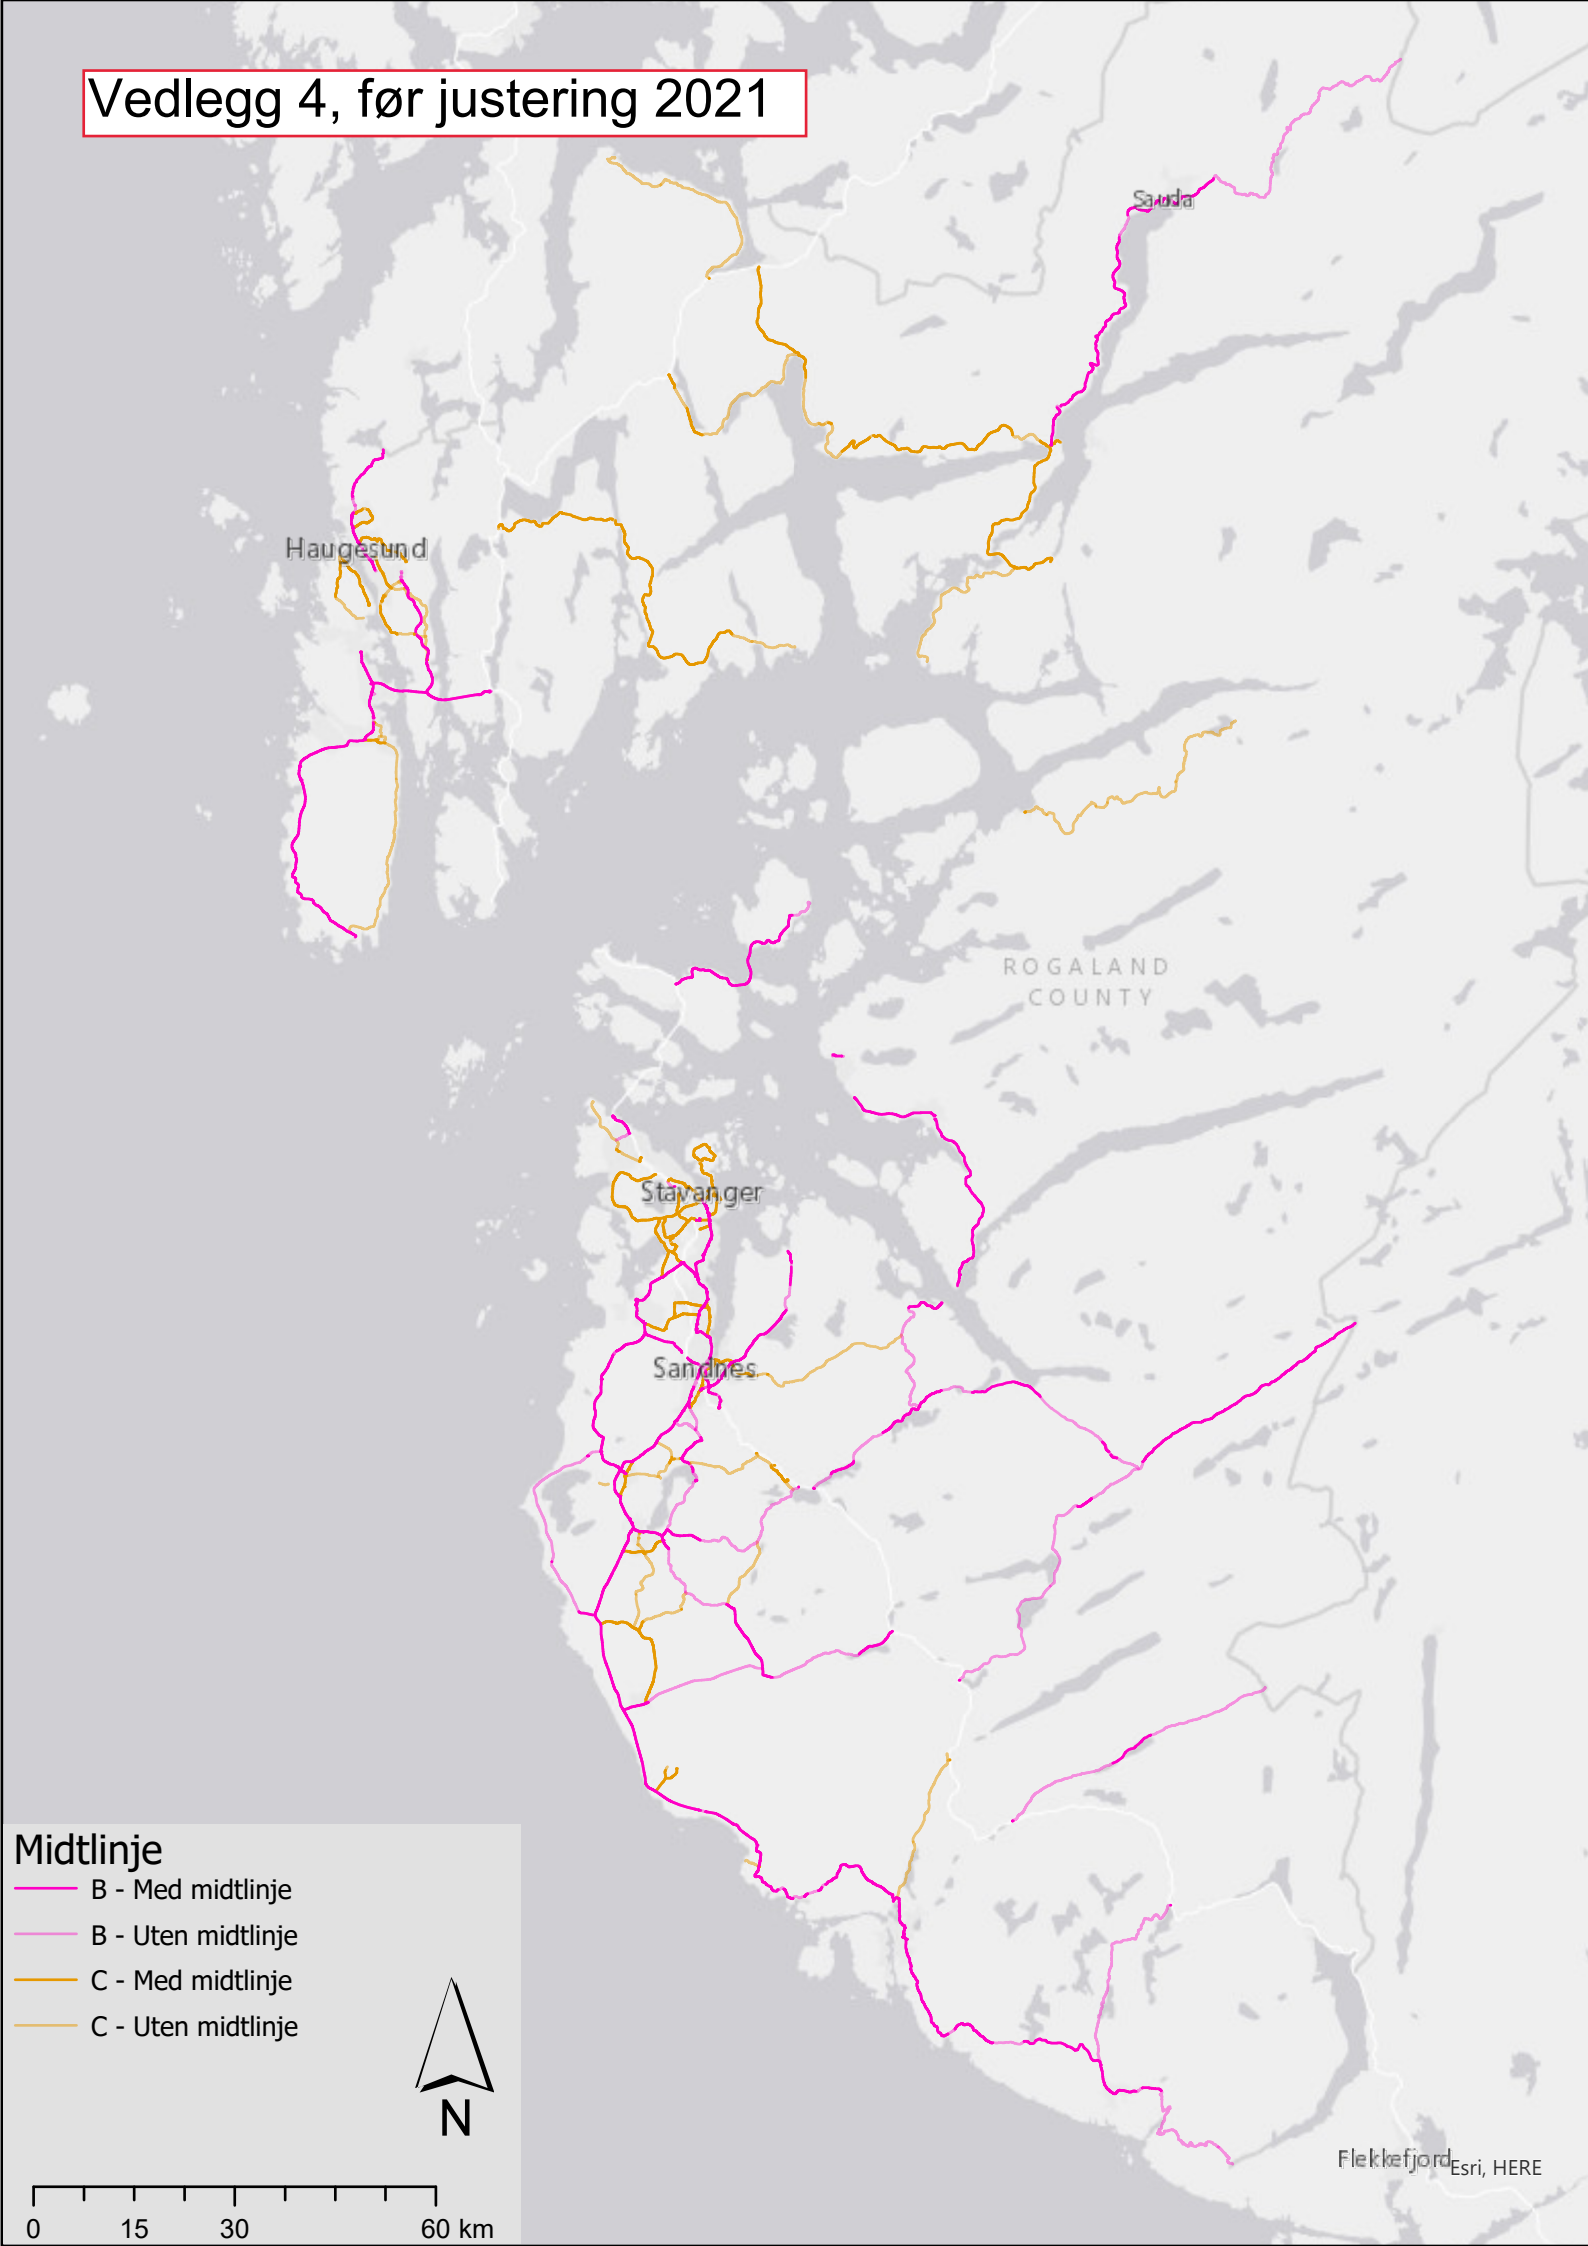 Vedlegg 4, før justering 2021
Sauda
Haugesund
ROGALAND
COUNTY
Stavanger
Sandnes
Midtlinje
B - Med midtlinje
B - Uten midtlinje
C - Med midtlinje
C - Uten midtlinje
N
Flekkefjord
Esri, HERE
0 15 30 60 km